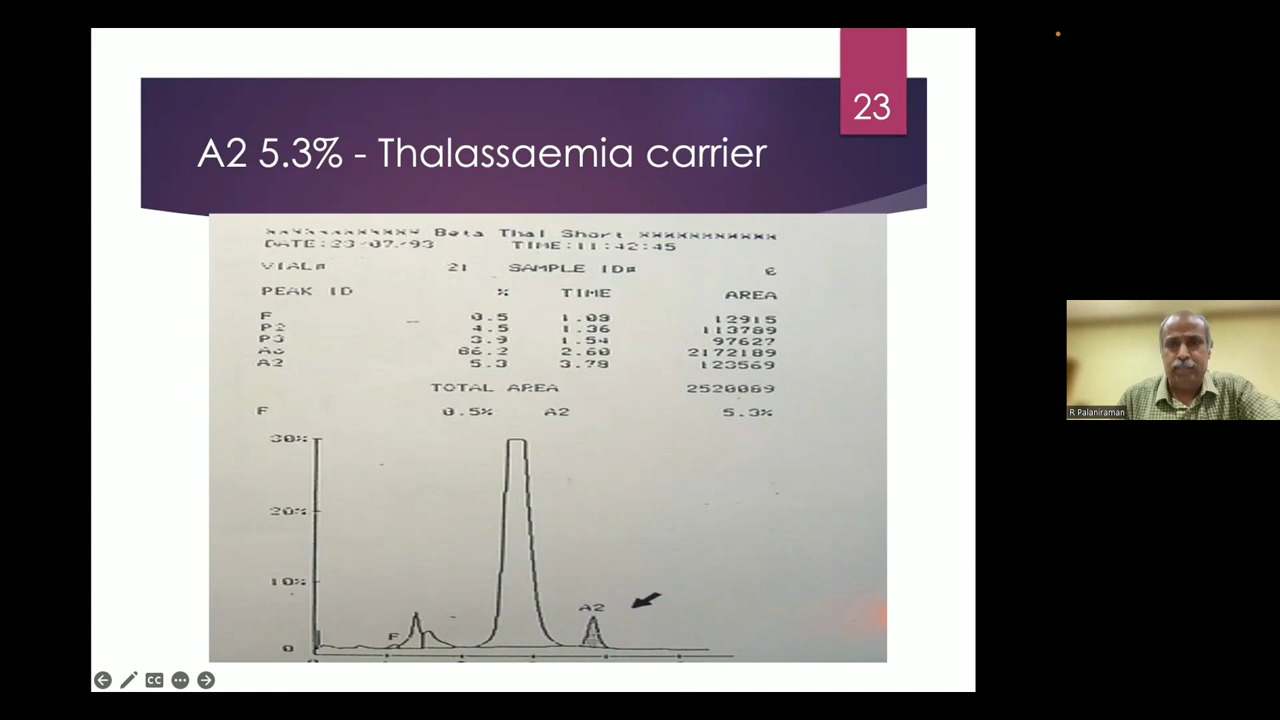 23
A2 5.3% - Thalassaemia carrier
************ Beta Thal Short ***********
DATE:23/07/93 TIME:11:42:45
VIAL# 21 SAMPLE ID# 6
PEAK ID % TIME AREA
F 0.5 1.09 12915
P2 4.5 1.36 113789
P3 3.9 1.54 97627
A0 86.2 2.60 2172189
A2 5.3 3.78 123569
TOTAL AREA 2520089
F 0.5% A2 5.3%
30%
20%
10%
0
F
A2
CC
R Palaniraman